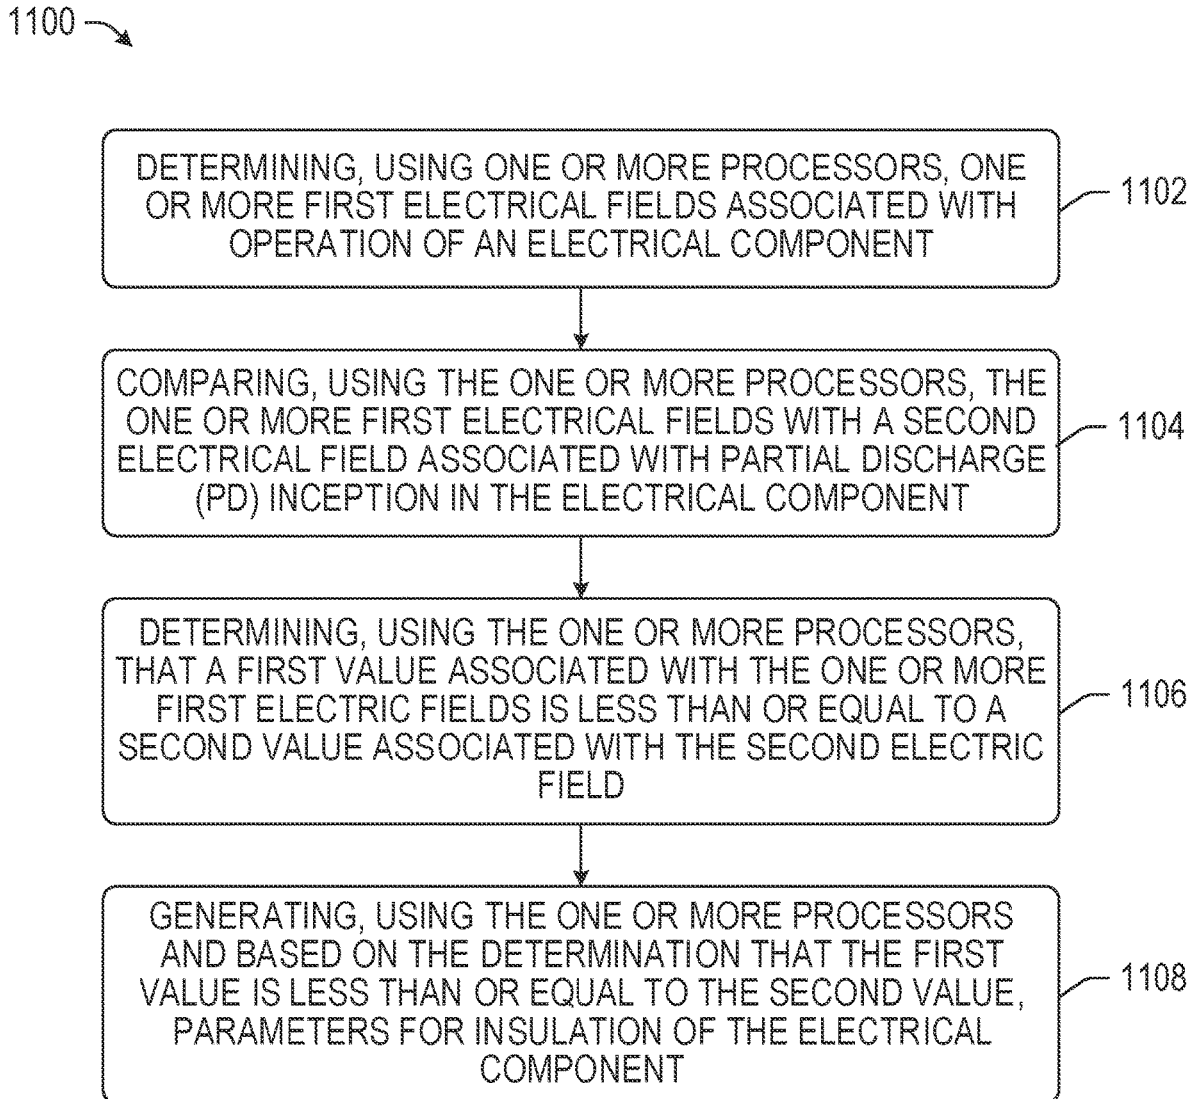 1100
DETERMINING, USING ONE OR MORE PROCESSORS, ONE
OR MORE FIRST ELECTRICAL FIELDS ASSOCIATED WITH
OPERATION OF AN ELECTRICAL COMPONENT
1102
COMPARING, USING THE ONE OR MORE PROCESSORS, THE
ONE OR MORE FIRST ELECTRICAL FIELDS WITH A SECOND
ELECTRICAL FIELD ASSOCIATED WITH PARTIAL DISCHARGE
(PD) INCEPTION IN THE ELECTRICAL COMPONENT
1104
DETERMINING, USING THE ONE OR MORE PROCESSORS,
THAT A FIRST VALUE ASSOCIATED WITH THE ONE OR MORE
FIRST ELECTRIC FIELDS IS LESS THAN OR EQUAL TO A
SECOND VALUE ASSOCIATED WITH THE SECOND ELECTRIC
FIELD
1106
GENERATING, USING THE ONE OR MORE PROCESSORS
AND BASED ON THE DETERMINATION THAT THE FIRST
VALUE IS LESS THAN OR EQUAL TO THE SECOND VALUE,
PARAMETERS FOR INSULATION OF THE ELECTRICAL
COMPONENT
1108